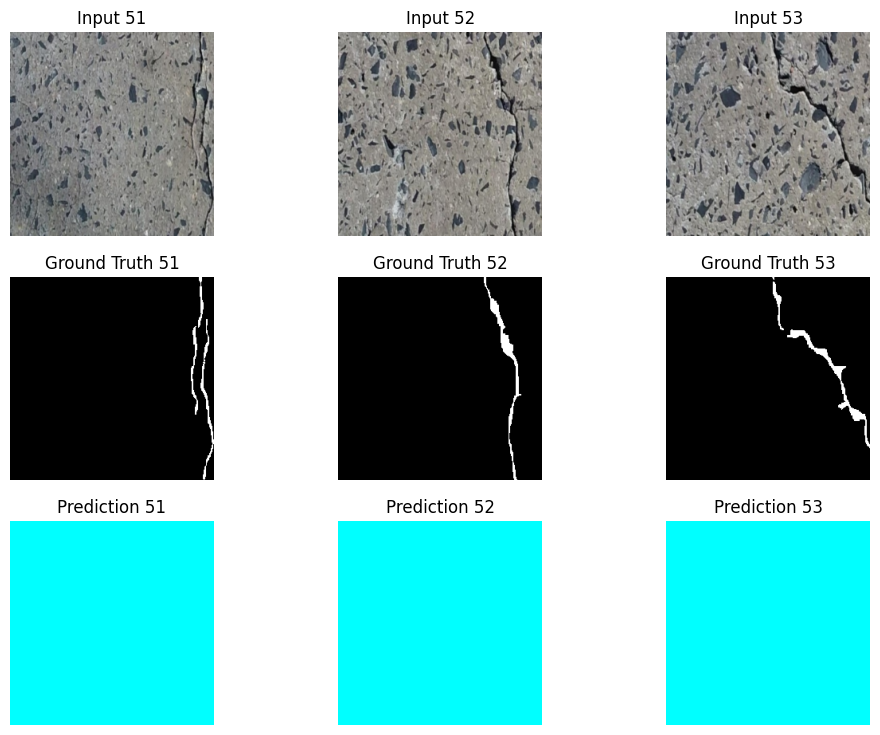 Input 51
Input 52
Input 53
Ground Truth 51
Ground Truth 52
Ground Truth 53
Prediction 51
Prediction 52
Prediction 53